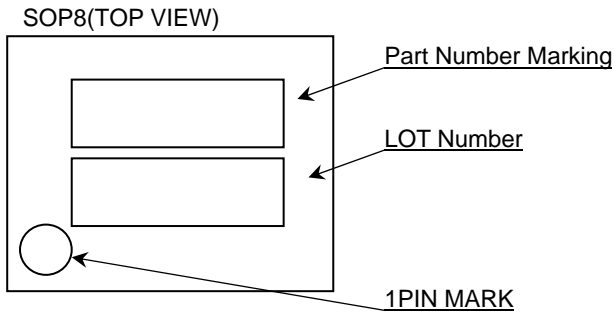 SOP8(TOP VIEW)
Part Number Marking
LOT Number
1PIN MARK